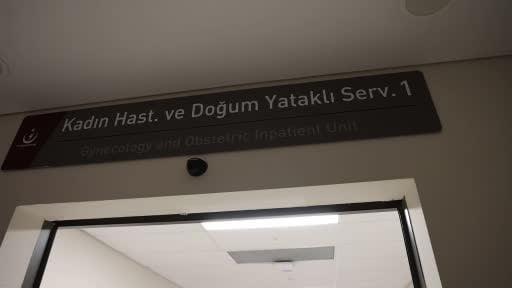 Kadın Hast. ve Doğum Yataklı Serv. 1
Gynecology and Obstetric Inpatient Unit